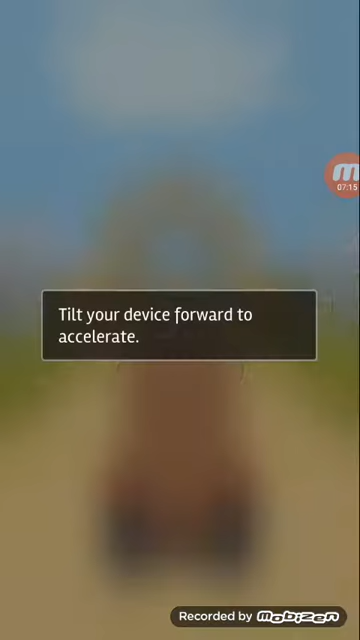 m
07:15
Tilt your device forward to
accelerate.
Recorded by Mobizen